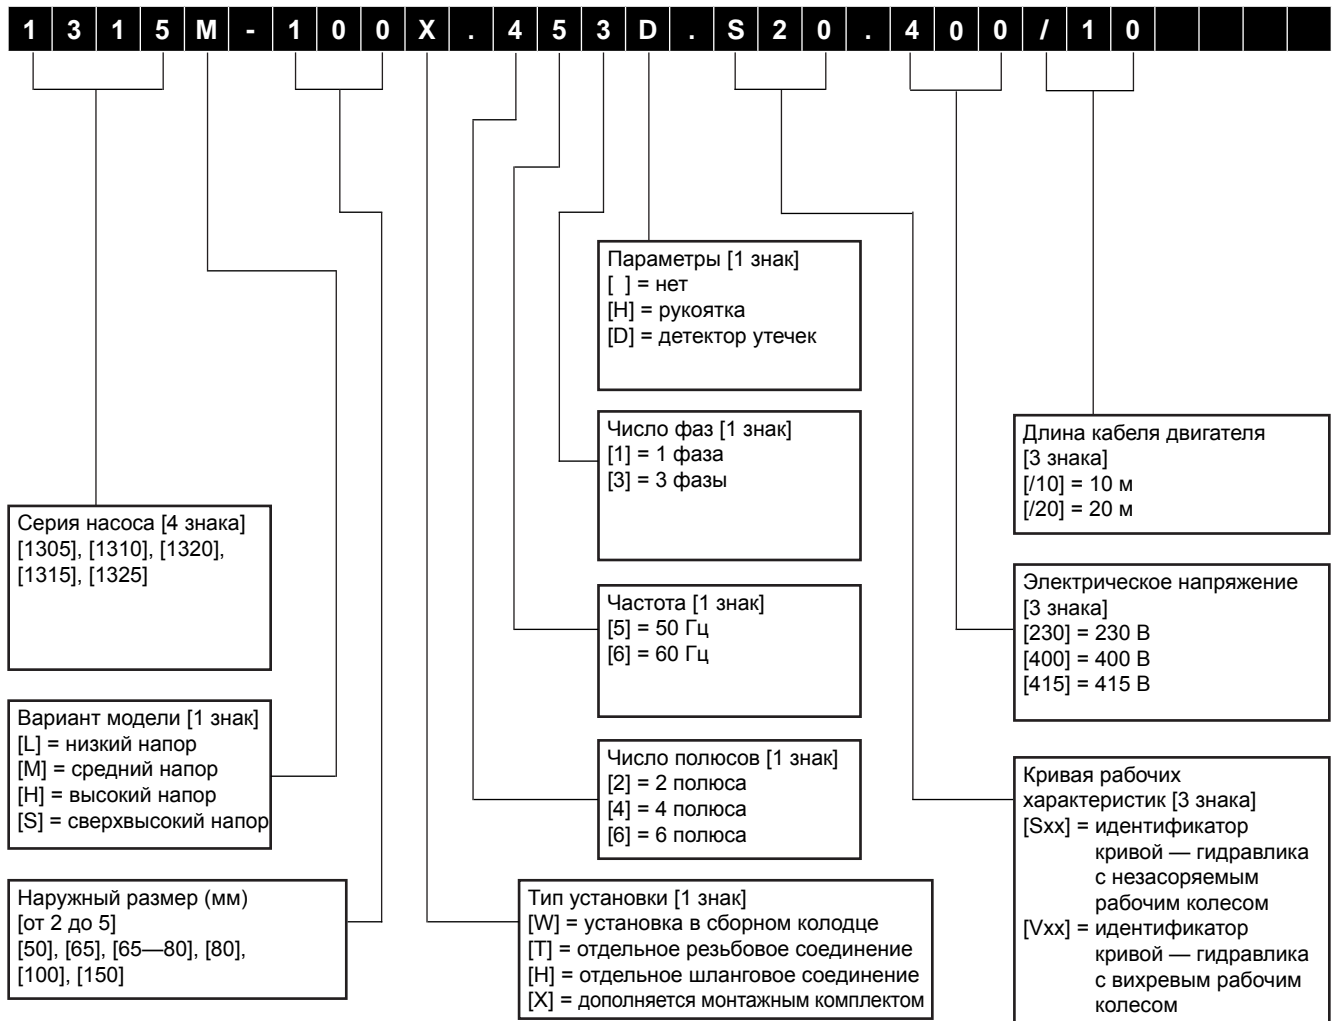 1315M-100X.453D.S20.400/10
Параметры [1 знак]
[ ] = нет
[H] = рукоятка
[D] = детектор утечек
Число фаз [1 знак]
[1] = 1 фаза
[3] = 3 фазы
Длина кабеля двигателя
[3 знака]
[/10] = 10 м
[/20] = 20 м
Серия насоса [4 знака]
[1305], [1310], [1320],
[1315], [1325]
Частота [1 знак]
[5] = 50 Гц
[6] = 60 Гц
Электрическое напряжение
[3 знака]
[230] = 230 В
[400] = 400 В
[415] = 415 В
Вариант модели [1 знак]
[L] = низкий напор
[M] = средний напор
[H] = высокий напор
[S] = сверхвысокий напор
Число полюсов [1 знак]
[2] = 2 полюса
[4] = 4 полюса
[6] = 6 полюса
Кривая рабочих
характеристик [3 знака]
[Sxx] = идентификатор
кривой — гидравлика
с незасоряемым
рабочим колесом
[Vxx] = идентификатор
кривой — гидравлика
с вихревым рабочим
колесом
Наружный размер (мм)
[от 2 до 5]
[50], [65], [65—80], [80],
[100], [150]
Тип установки [1 знак]
[W] = установка в сборном колодце
[T] = отдельное резьбовое соединение
[H] = отдельное шланговое соединение
[X] = дополняется монтажным комплектом